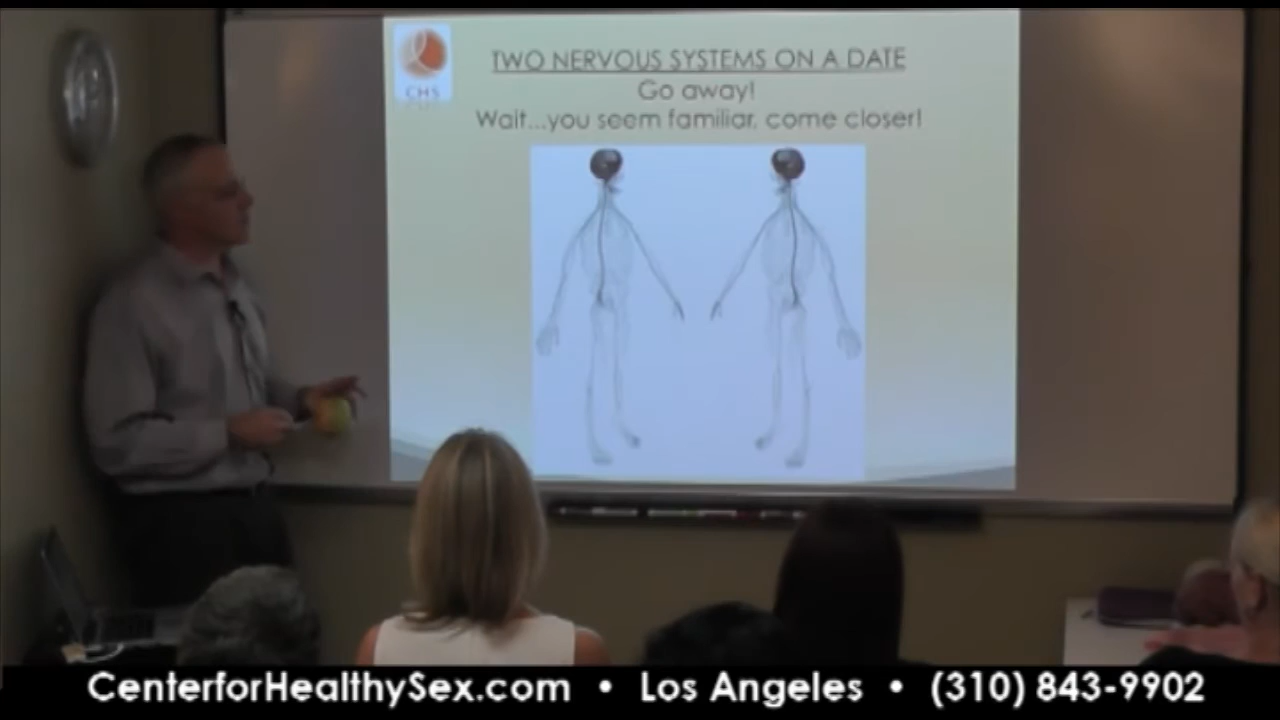 CHS
TWO NERVOUS SYSTEMS ON A DATE
Go away!
Wait...you seem familiar, come closer!
CenterforHealthySex.com • Los Angeles • (310) 843-9902